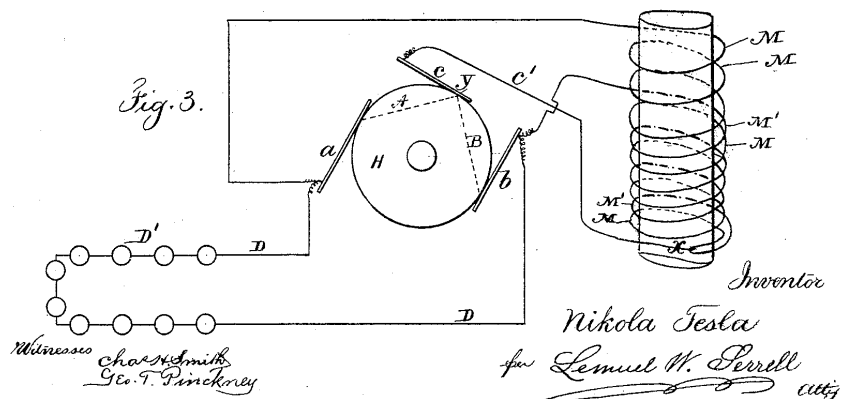 Fig. 3.
M
M
M'
M
M'
M
x
c
y
c'
A
a
B
H
b
D'
D
D
Inventor
Nikola Tesla
per Lemuel W. Serrell
Atty
Witnesses
Chas H. Smith
Geo. T. Pinckney